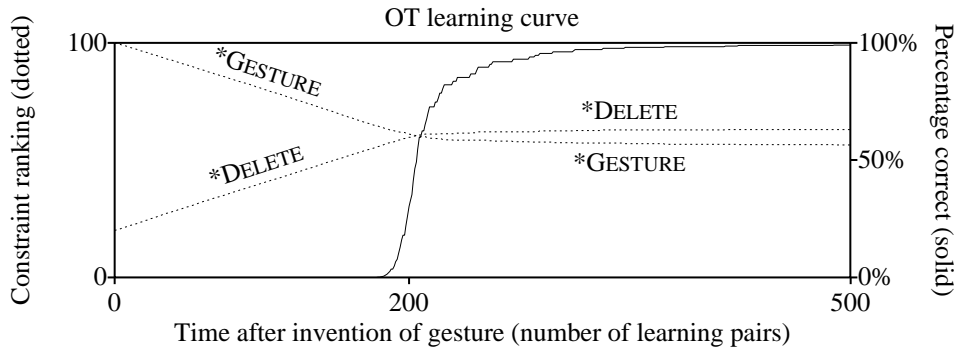 OT learning curve
Constraint ranking (dotted)
Percentage correct (solid)
100
0
100%
50%
0%
*GESTURE
*DELETE
*DELETE
*GESTURE
0
200
500
Time after invention of gesture (number of learning pairs)